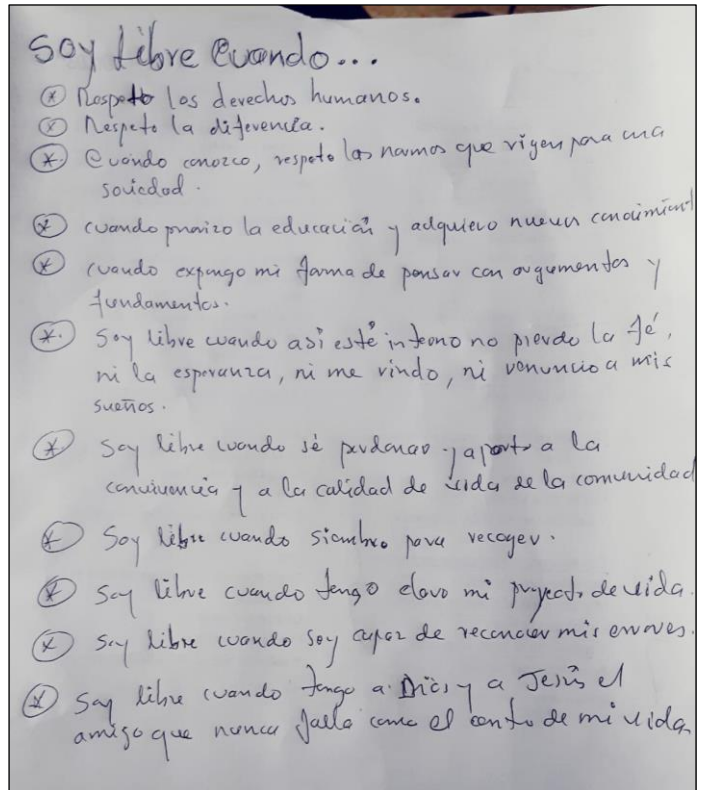 Soy libre Cuando...
* Respeto los derechos humanos.
* Respeto la diferencia.
* Cuándo conozco, respeto las normas que rigen para una
sociedad.
* cuando priorizo la educación y adquiero nuevos conocimient
* cuando expongo mi forma de pensar con argumentos y
fundamentos.
* Soy libre cuando asi esté interno no pierdo la fé,
ni la esperanza, ni me rindo, ni renuncio a mis
sueños.
* Soy libre cuando sé perdonar y aporto a la
convivencia y a la calidad de vida de la comunidad
* Soy libre cuando siembro para recoger.
* Soy libre cuando tengo claro mi proyecto de vida.
* Soy libre cuando soy capaz de reconocer mis errores.
* Soy libre cuando tengo a Dios y a Jesús el
amigo que nunca falla como el centro de mi vida.